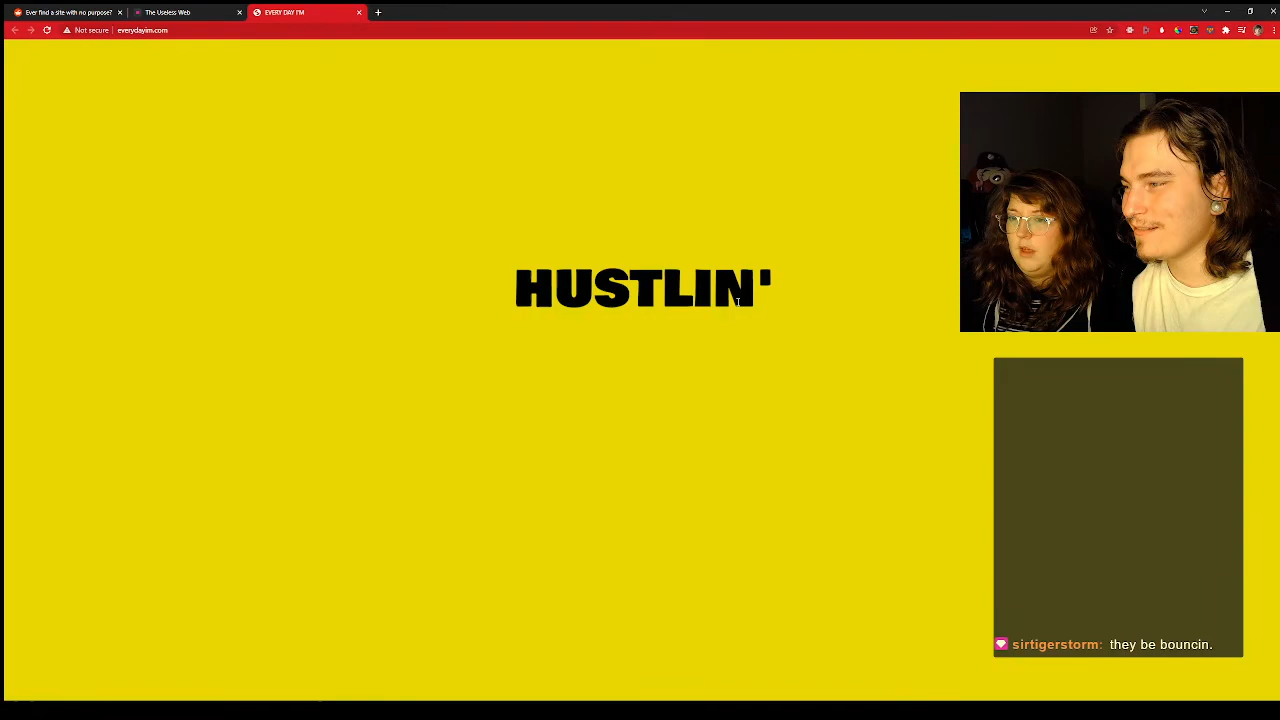 Ever find a site with no purpose?
The Useless Web
EVERY DAY I'M
Not secure
everydayim.com
HUSTLIN'
sirtigerstorm: they be bouncin.